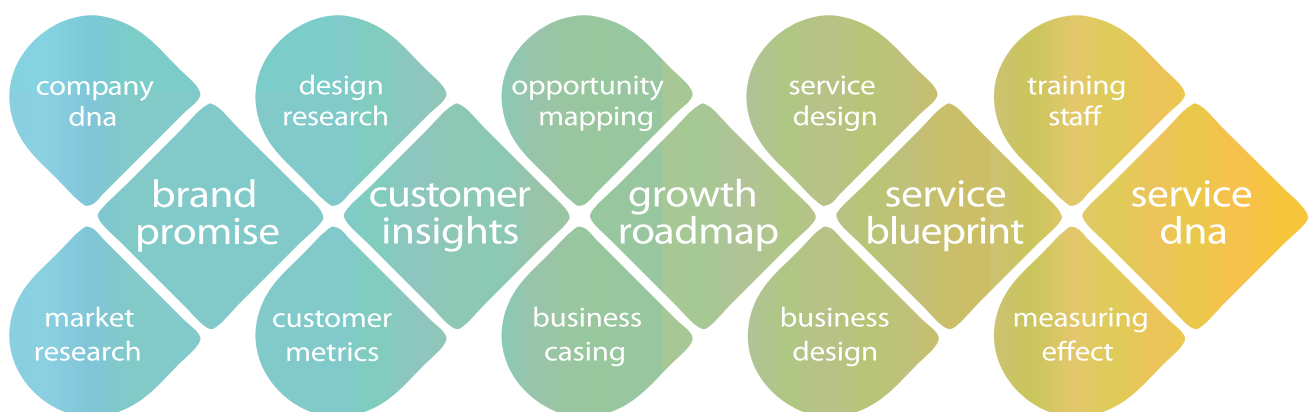 company
dna
design
research
opportunity
mapping
service
design
training
staff
brand
promise
customer
insights
growth
roadmap
service
blueprint
service
dna
market
research
customer
metrics
business
casing
business
design
measuring
effect